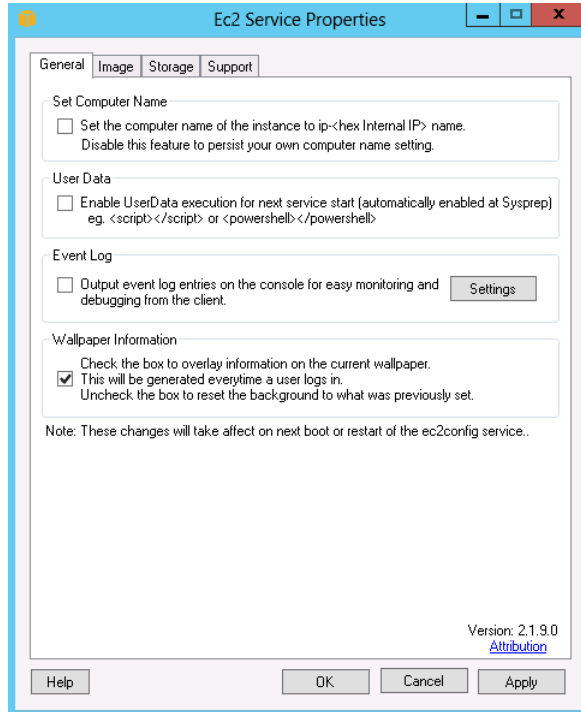 Ec2 Service Properties
General Image Storage Support
Set Computer Name
Set the computer name of the instance to ip-<hex Internal IP> name.
Disable this feature to persist your own computer name setting.
User Data
Enable UserData execution for next service start (automatically enabled at Sysprep)
eg. <script></script> or <powershell></powershell>
Event Log
Output event log entries on the console for easy monitoring and
debugging from the client.
Settings
Wallpaper Information
Check the box to overlay information on the current wallpaper.
This will be generated everytime a user logs in.
Uncheck the box to reset the background to what was previously set.
Note: These changes will take affect on next boot or restart of the ec2config service..
Version: 2.1.9.0
Attribution
Help OK Cancel Apply